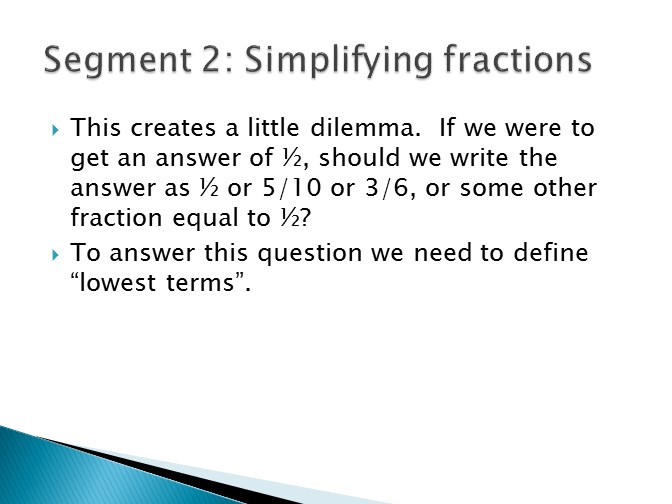 Segment 2: Simplifying fractions
This creates a little dilemma.  If we were to
get an answer of ½, should we write the
answer as ½ or 5/10 or 3/6, or some other
fraction equal to ½?
To answer this question we need to define
“lowest terms”.